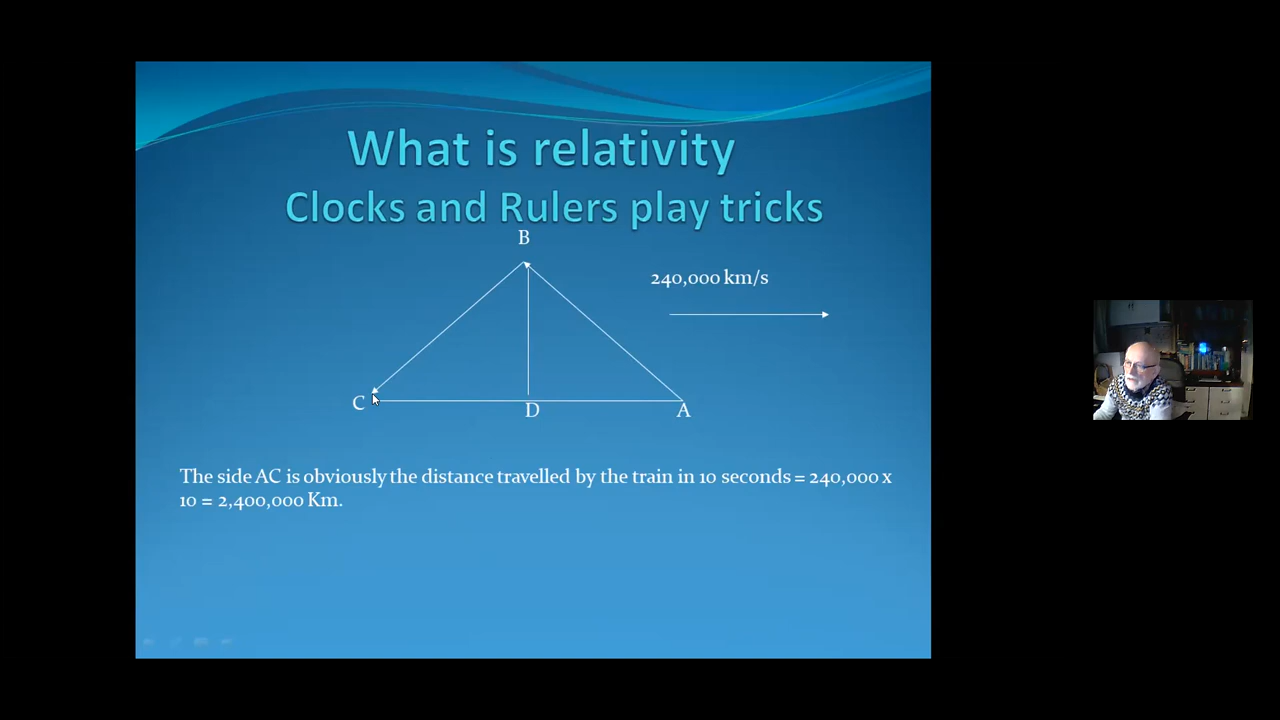 What is relativity
Clocks and Rulers play tricks
B
240,000 km/s
C
D
A
The side AC is obviously the distance travelled by the train in 10 seconds = 240,000 x
10 = 2,400,000 Km.